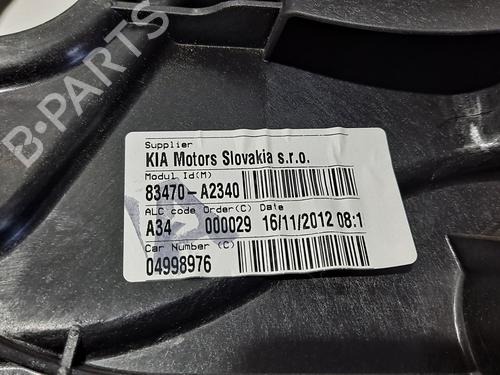 B-PARTS
Supplier
KIA Motors Slovakia s.r.o.
Modul Id(M)
83470-A2340
ALC code Order(C) Date
A34 000029 16/11/2012 08:1
Car Number (C)
04998976